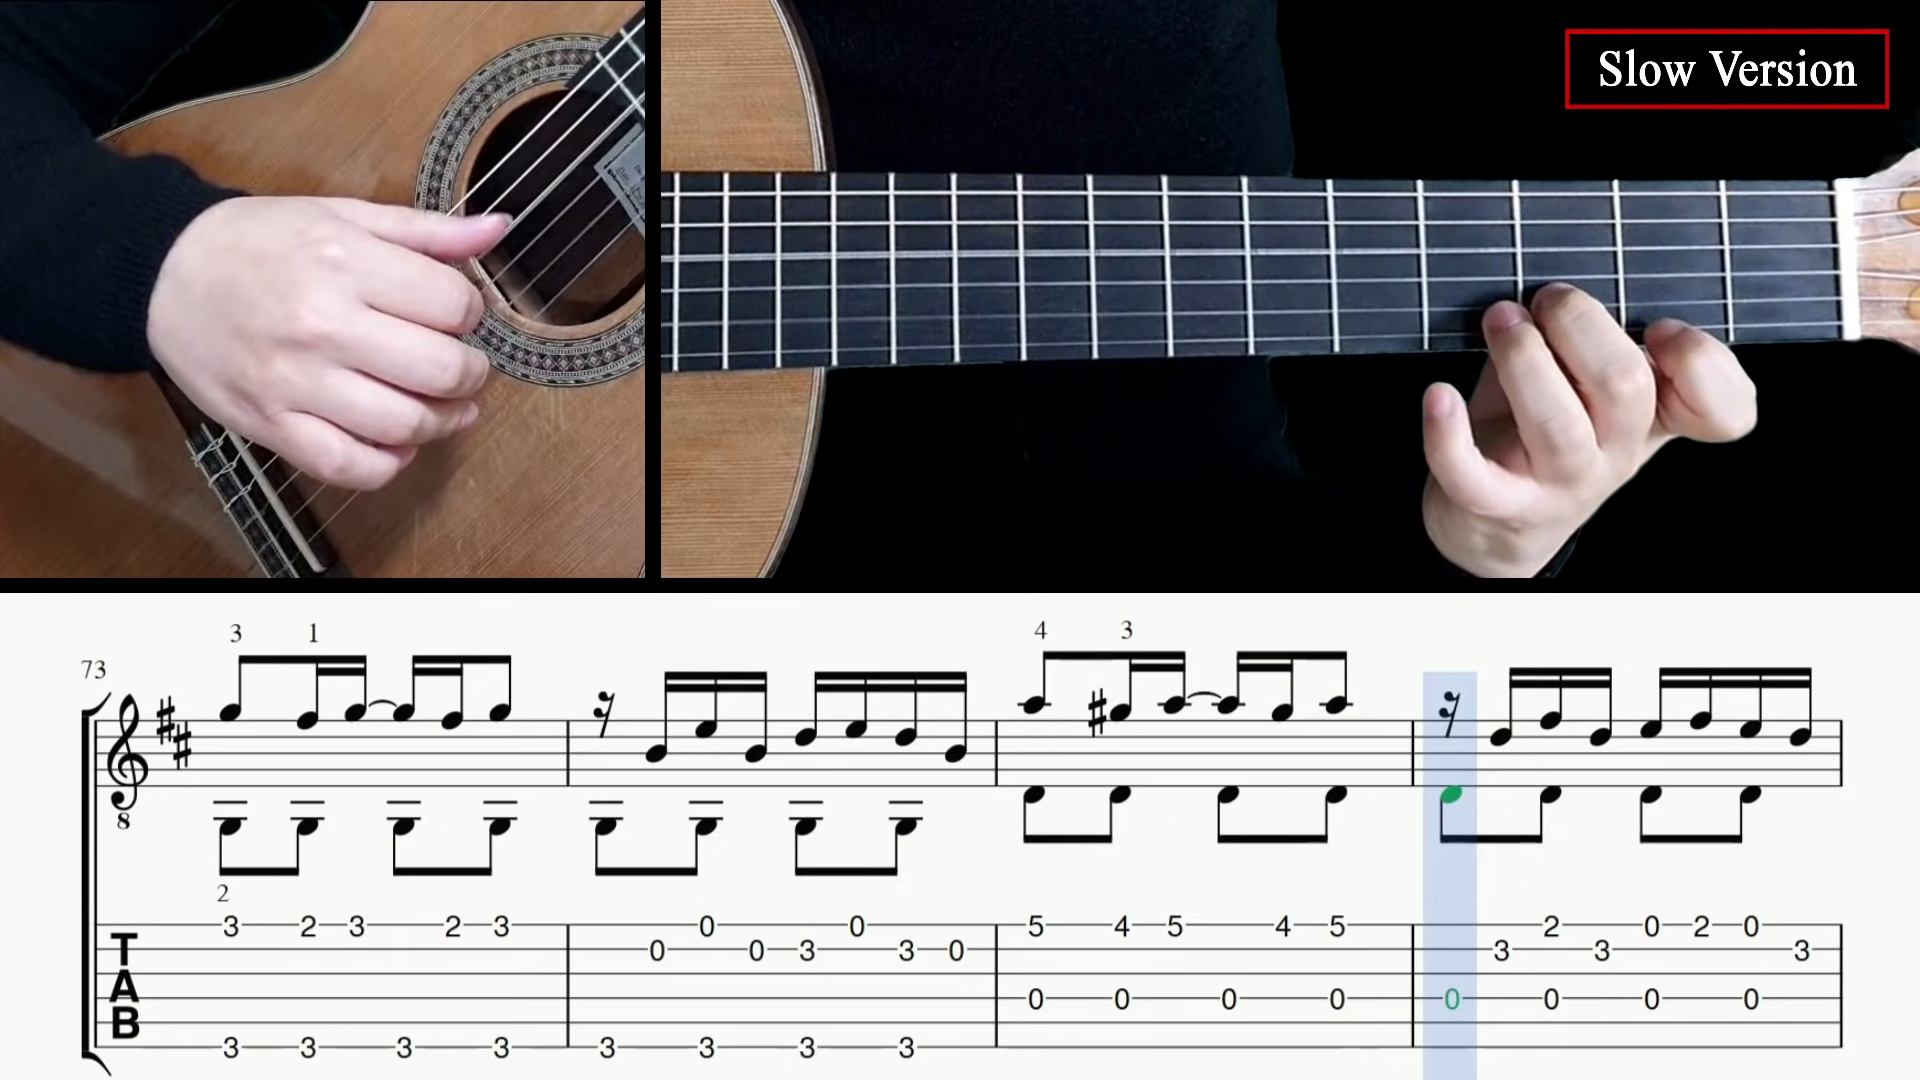 Slow Version
3 1 4 3
73
8
2
T 3 2 3 2 3 0 0 5 4 5 4 5 2 0 2 0
0 0 3 3 0 3 3 3
A 0 0 0 0 0 0 0 0
B
3 3 3 3 3 3 3 3